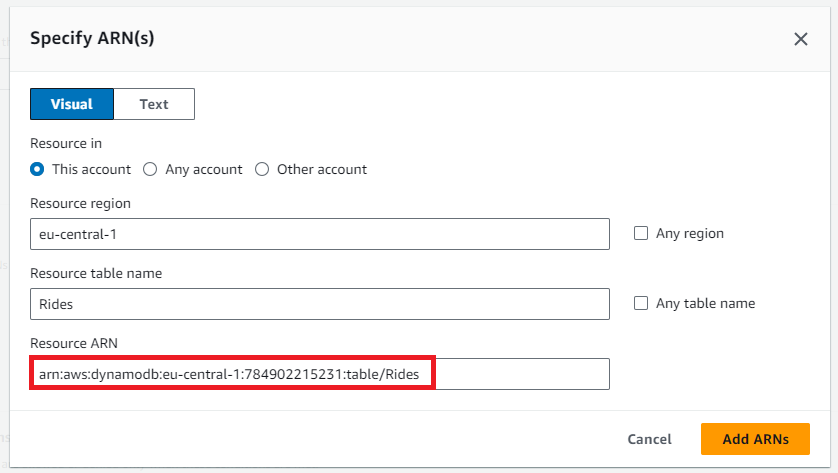 Specify ARN(s)
Visual Text
Resource in
This account Any account Other account
Resource region
eu-central-1 Any region
Resource table name
Rides Any table name
Resource ARN
arn:aws:dynamodb:eu-central-1:784902215231:table/Rides
Cancel Add ARNs